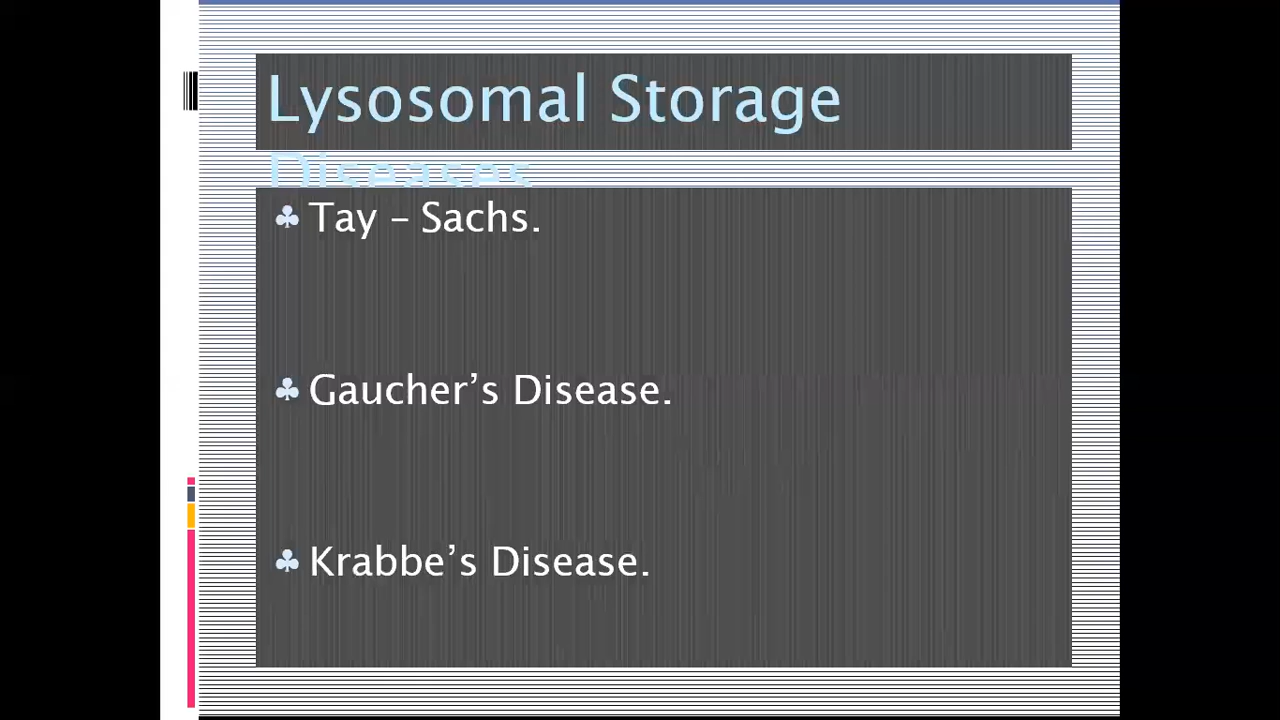 Lysosomal Storage
Diseases
♣ Tay – Sachs.
♣ Gaucher’s Disease.
♣ Krabbe’s Disease.